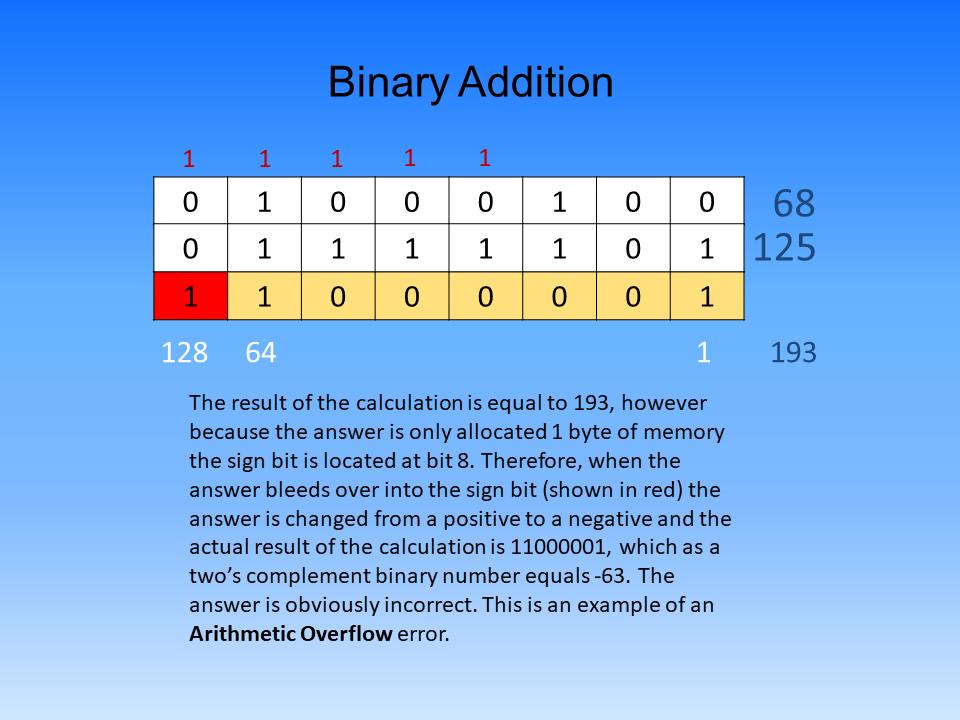 Binary Addition
1 1 1 1 1
0 1 0 0 0 1 0 0 68
0 1 1 1 1 1 0 1 125
1 1 0 0 0 0 0 1
128 64 1 193
The result of the calculation is equal to 193, however
because the answer is only allocated 1 byte of memory
the sign bit is located at bit 8. Therefore, when the
answer bleeds over into the sign bit (shown in red) the
answer is changed from a positive to a negative and the
actual result of the calculation is 11000001, which as a
two’s complement binary number equals -63. The
answer is obviously incorrect. This is an example of an
Arithmetic Overflow error.